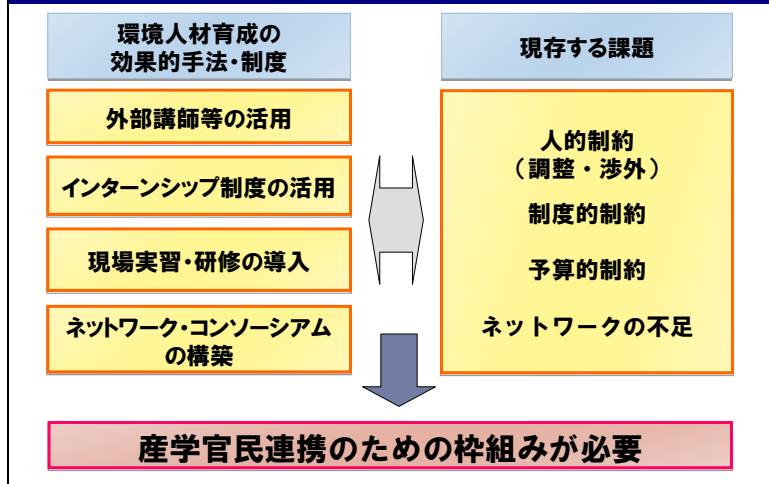 環境人材育成の
効果的手法・制度
外部講師等の活用
インターンシップ制度の活用
現場実習・研修の導入
ネットワーク・コンソーシアム
の構築
現存する課題
人的制約
(調整・渉外)
制度的制約
予算的制約
ネットワークの不足
産学官民連携のための枠組みが必要